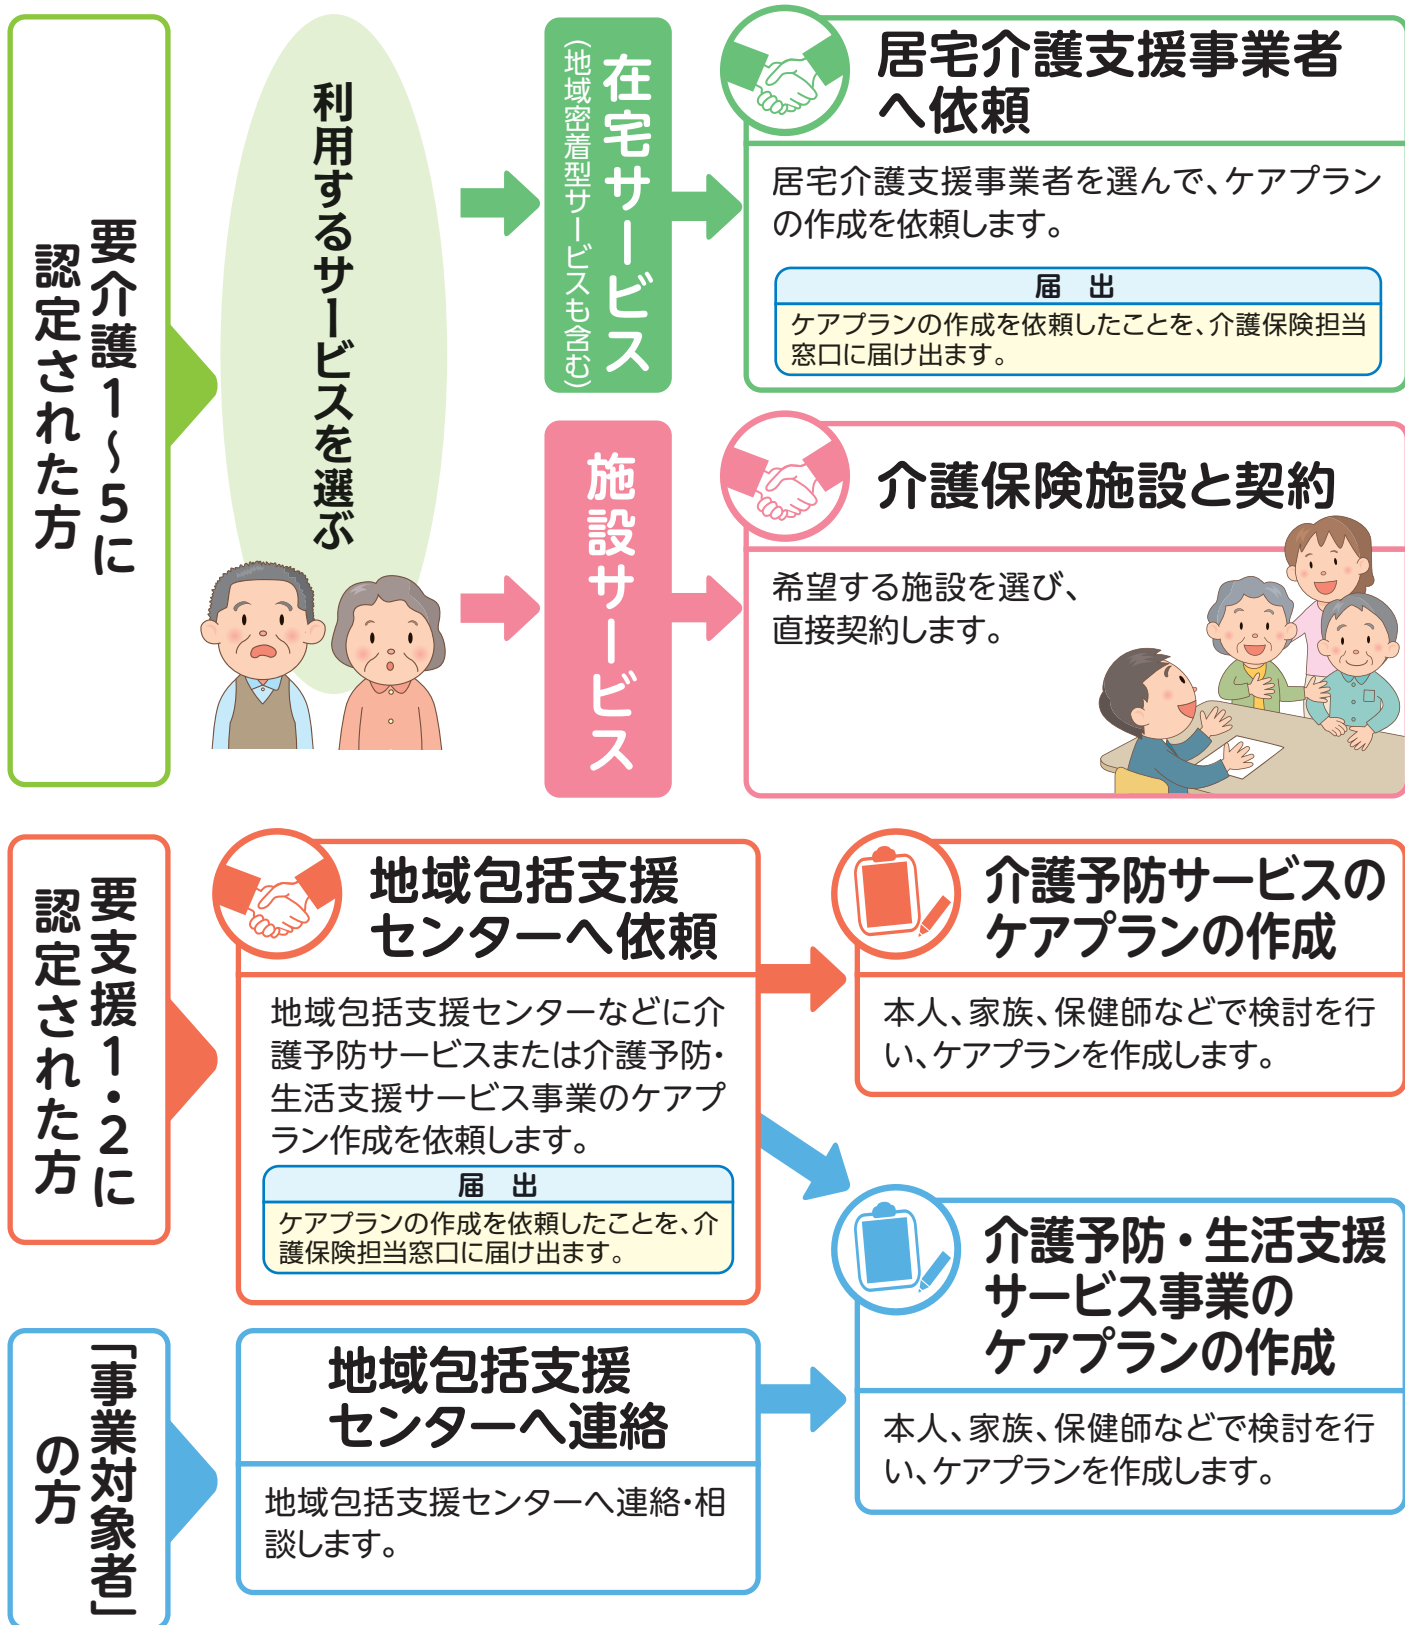 要介護1～5に
認定された方
利用するサービスを選ぶ
在宅サービス
（地域密着型サービスも含む）
居宅介護支援事業者
へ依頼
居宅介護支援事業者を選んで、ケアプラン
の作成を依頼します。
届 出
ケアプランの作成を依頼したことを、介護保険担当
窓口に届け出ます。
施設サービス
介護保険施設と契約
希望する施設を選び、
直接契約します。
要支援1・2に
認定された方
地域包括支援
センターへ依頼
地域包括支援センターなどに介
護予防サービスまたは介護予防・
生活支援サービス事業のケアプ
ラン作成を依頼します。
届 出
ケアプランの作成を依頼したことを、介
護保険担当窓口に届け出ます。
介護予防サービスの
ケアプランの作成
本人、家族、保健師などで検討を行
い、ケアプランを作成します。
「事業対象者」
の方
地域包括支援
センターへ連絡
地域包括支援センターへ連絡・相
談します。
介護予防・生活支援
サービス事業の
ケアプランの作成
本人、家族、保健師などで検討を行
い、ケアプランを作成します。